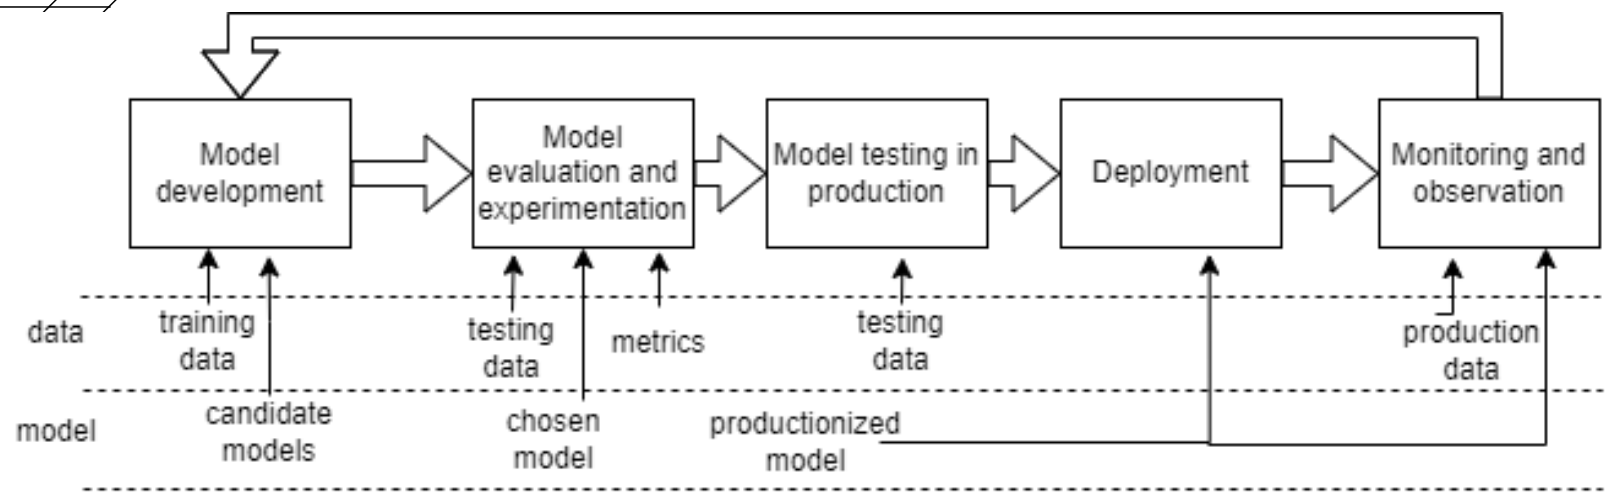 Model
development
Model
evaluation and
experimentation
Model testing in
production
Deployment
Monitoring and
observation
data
training
data
testing
data
metrics
testing
data
production
data
model
candidate
models
chosen
model
productionized
model